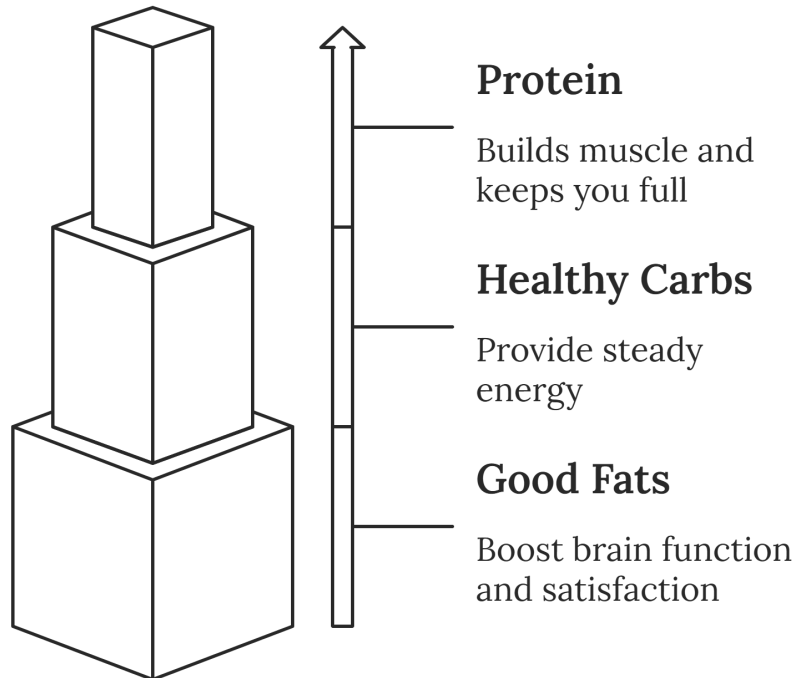 Protein
Builds muscle and
keeps you full
Healthy Carbs
Provide steady
energy
Good Fats
Boost brain function
and satisfaction